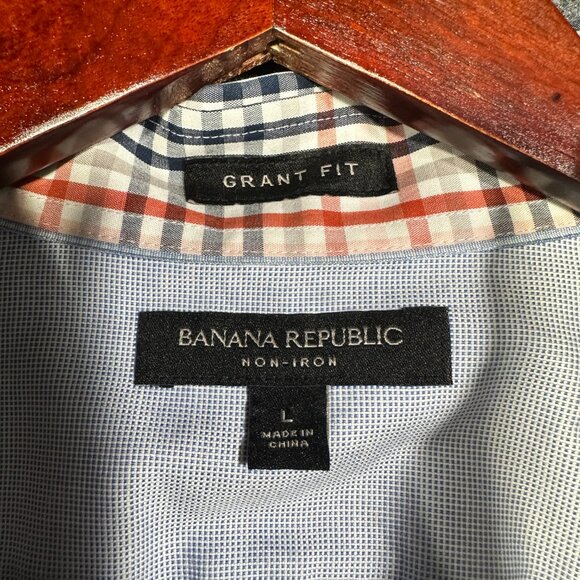 GRANT FIT
BANANA REPUBLIC
NON-IRON
L
MADE IN
CHINA